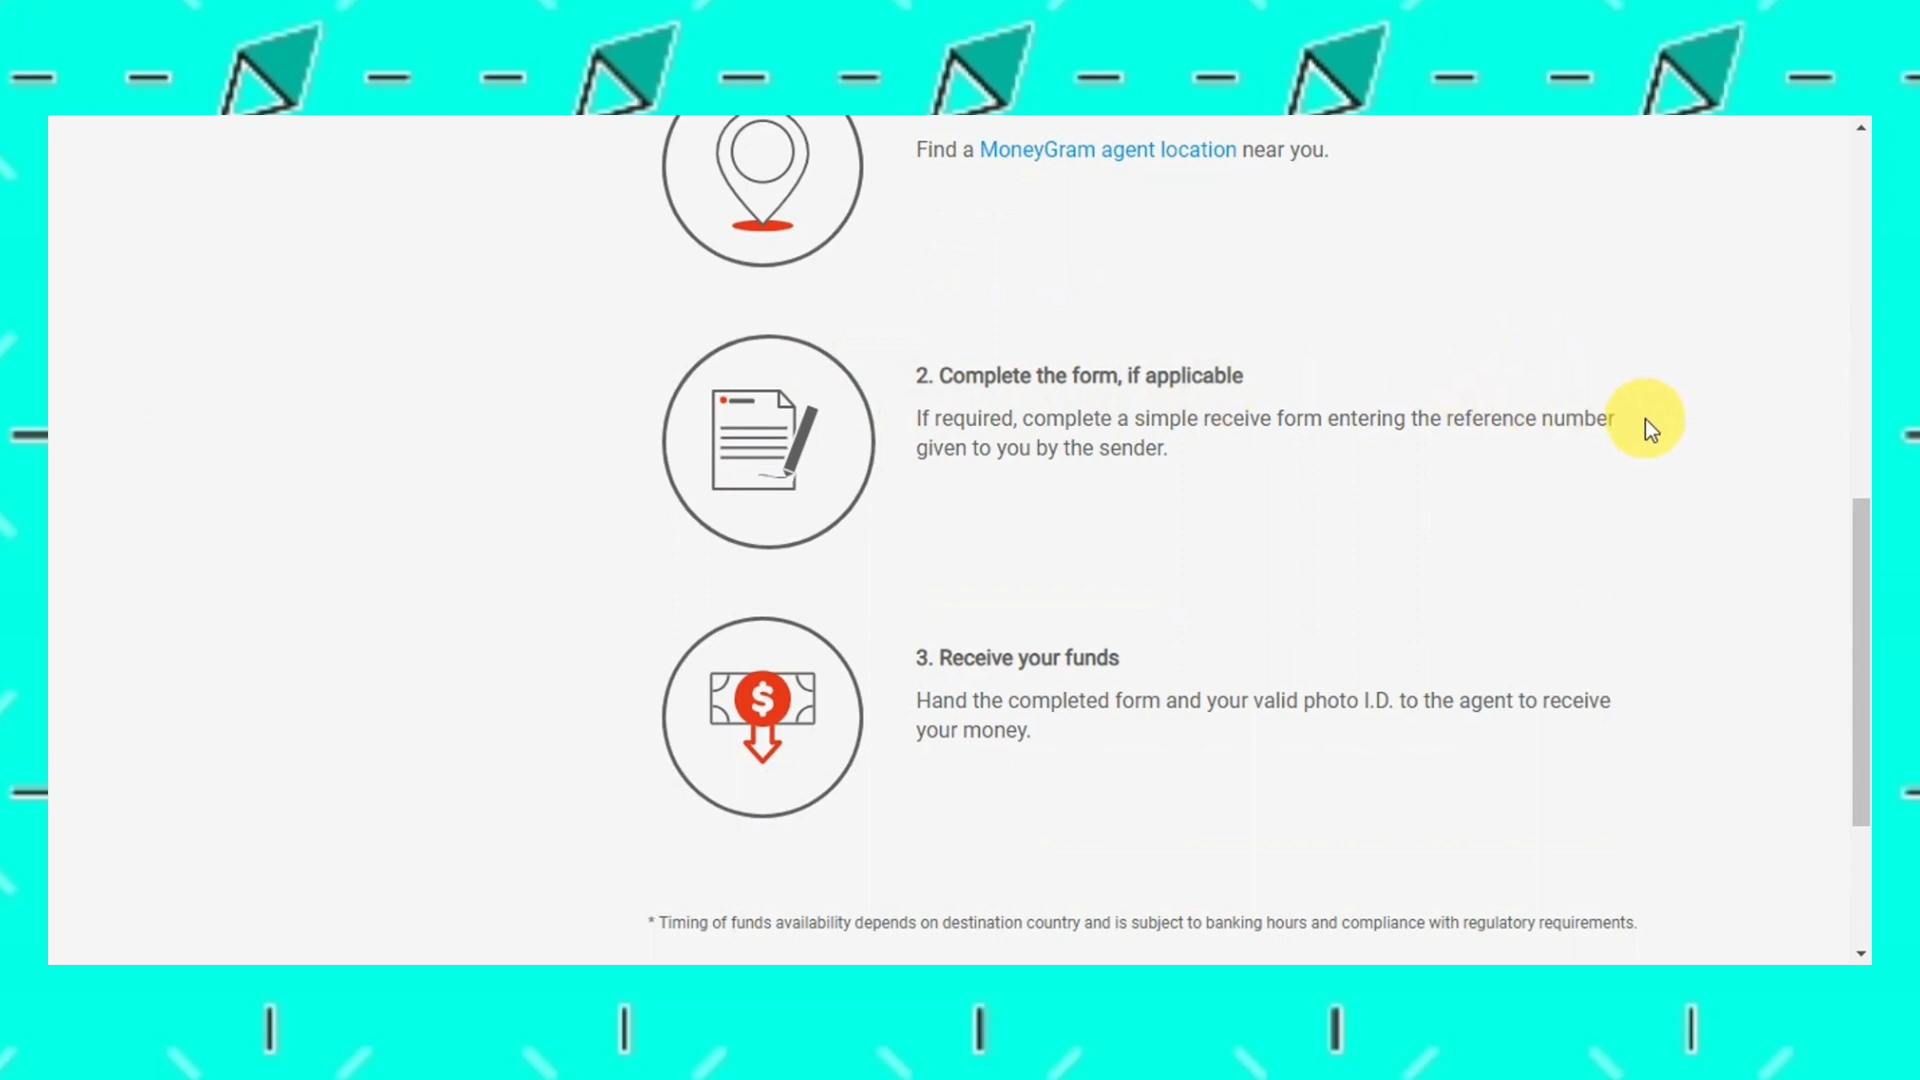 Find a MoneyGram agent location near you.
2. Complete the form, if applicable
If required, complete a simple receive form entering the reference number
given to you by the sender.
3. Receive your funds
Hand the completed form and your valid photo I.D. to the agent to receive
your money.
* Timing of funds availability depends on destination country and is subject to banking hours and compliance with regulatory requirements.